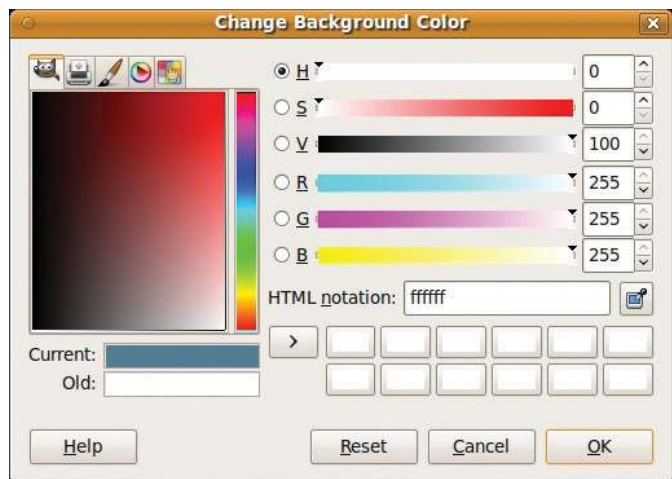 Change Background Color
H 0
S 0
V 100
R 255
G 255
B 255
HTML notation: ffffff
>
Current:
Old:
Help Reset Cancel OK